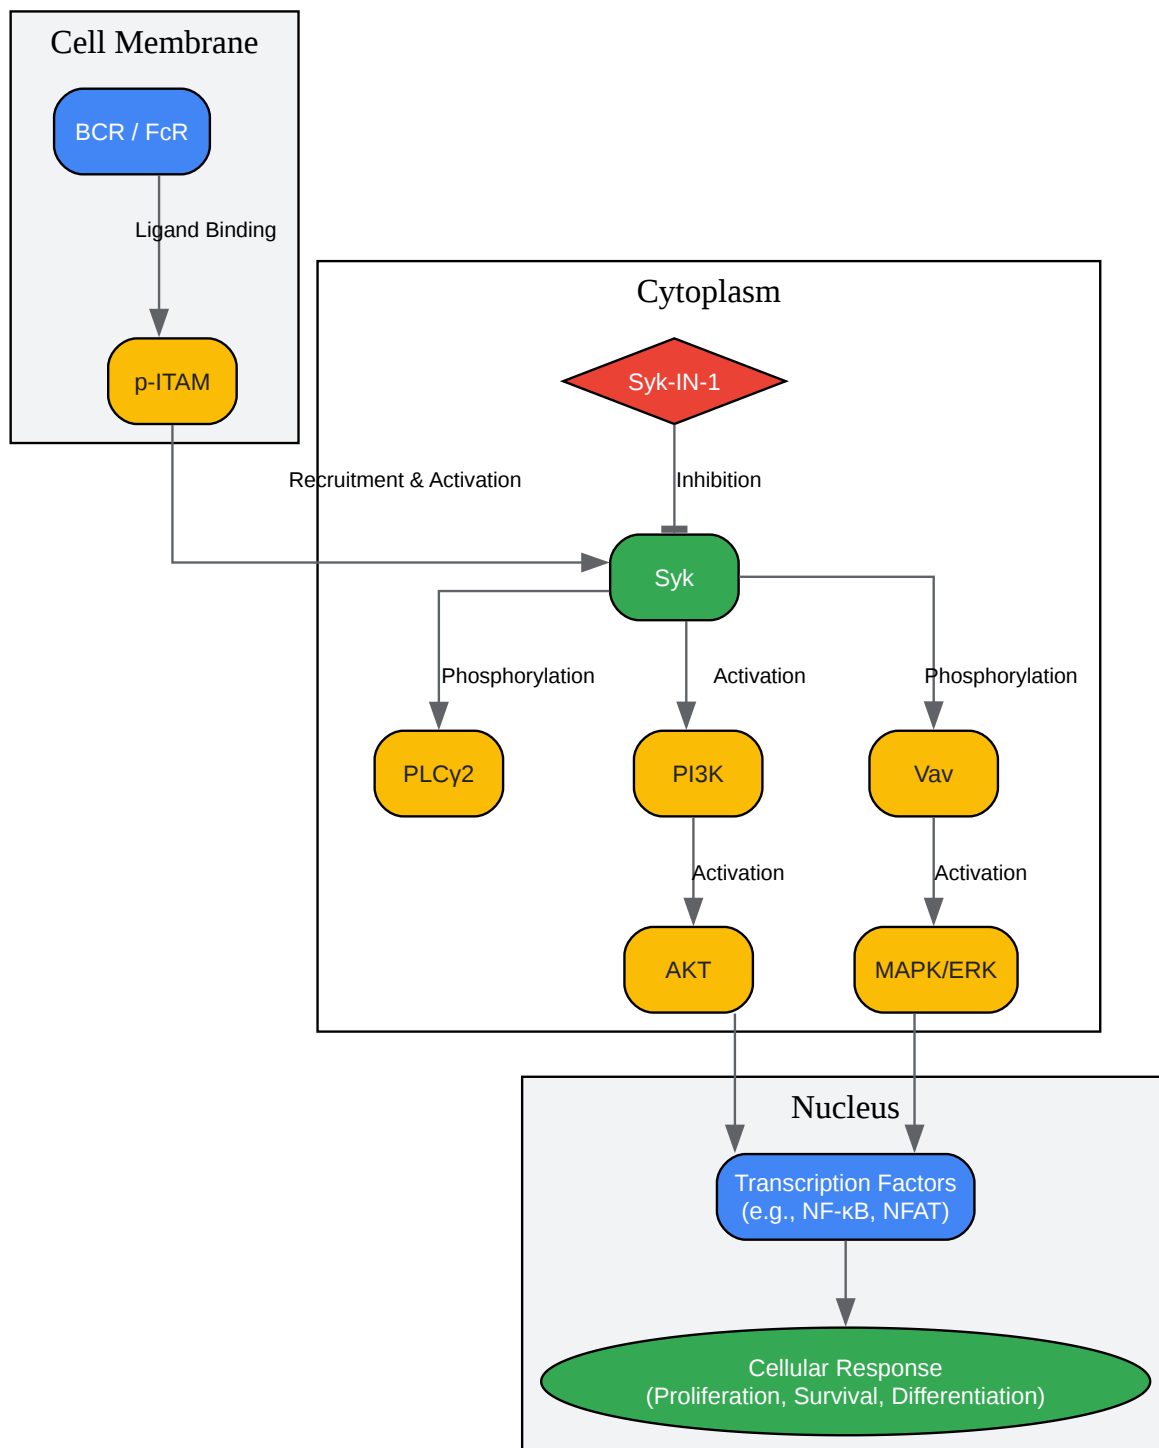 Cell Membrane
BCR / FcR
Ligand Binding
p-ITAM
Recruitment & Activation
Cytoplasm
Syk-IN-1
Inhibition
Syk
Phosphorylation
Activation
Phosphorylation
PLCγ2
PI3K
Vav
Activation
Activation
AKT
MAPK/ERK
Nucleus
Transcription Factors
(e.g., NF-κB, NFAT)
Cellular Response
(Proliferation, Survival, Differentiation)